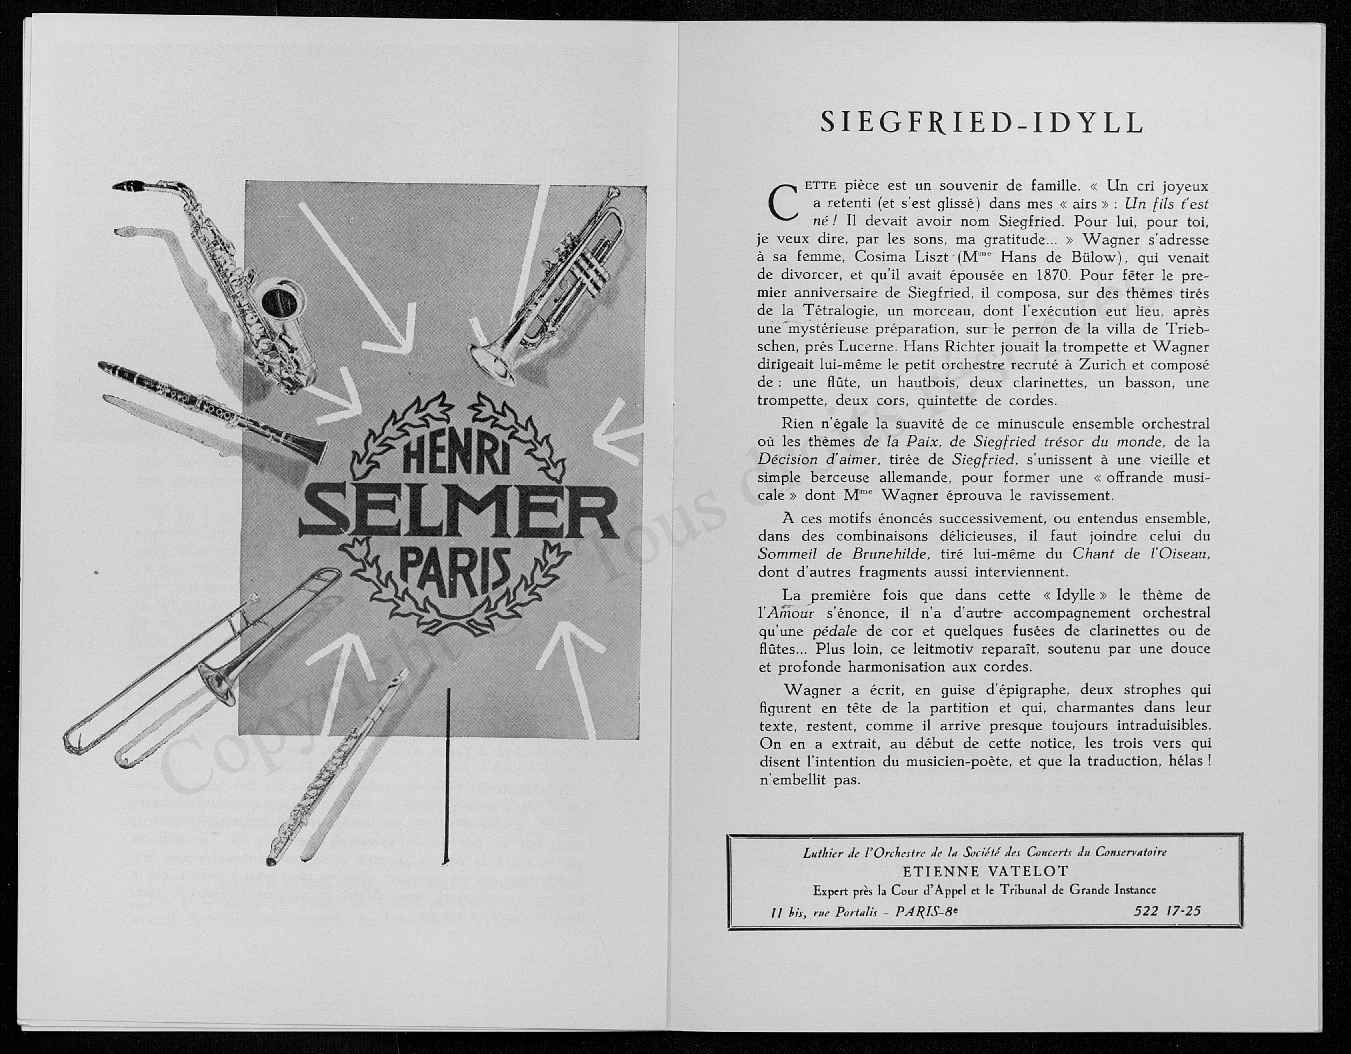 HENRI
SELMER
PARIS
SIEGFRIED-IDYLL
CETTE pièce est un souvenir de famille. « Un cri joyeux
a retenti (et s'est glissé) dans mes « airs » : Un fils t'est
né ! Il devait avoir nom Siegfried. Pour lui, pour toi,
je veux dire, par les sons, ma gratitude... » Wagner s'adresse
à sa femme, Cosima Liszt (Mme Hans de Bülow), qui venait
de divorcer, et qu'il avait épousée en 1870. Pour fêter le pre-
mier anniversaire de Siegfried, il composa, sur des thèmes tirés
de la Tétralogie, un morceau, dont l'exécution eut lieu, après
une mystérieuse préparation, sur le perron de la villa de Trieb-
schen, près Lucerne. Hans Richter jouait la trompette et Wagner
dirigeait lui-même le petit orchestre recruté à Zurich et composé
de : une flûte, un hautbois, deux clarinettes, un basson, une
trompette, deux cors, quintette de cordes.
Rien n'égale la suavité de ce minuscule ensemble orchestral
où les thèmes de la Paix, de Siegfried trésor du monde, de la
Décision d'aimer, tirée de Siegfried, s'unissent à une vieille et
simple berceuse allemande, pour former une « offrande musi-
cale » dont Mme Wagner éprouva le ravissement.
A ces motifs énoncés successivement, ou entendus ensemble,
dans des combinaisons délicieuses, il faut joindre celui du
Sommeil de Brunehilde, tiré lui-même du Chant de l'Oiseau,
dont d'autres fragments aussi interviennent.
La première fois que dans cette « Idylle » le thème de
l'Amour s'énonce, il n'a d'autre accompagnement orchestral
qu'une pédale de cor et quelques fusées de clarinettes ou de
flûtes... Plus loin, ce leitmotiv reparaît, soutenu par une douce
et profonde harmonisation aux cordes.
Wagner a écrit, en guise d'épigraphe, deux strophes qui
figurent en tête de la partition et qui, charmantes dans leur
texte, restent, comme il arrive presque toujours intraduisibles.
On en a extrait, au début de cette notice, les trois vers qui
disent l'intention du musicien-poète, et que la traduction, hélas !
n'embellit pas.
Luthier de l'Orchestre de la Société des Concerts du Conservatoire
ETIENNE VATELOT
Expert près la Cour d'Appel et le Tribunal de Grande Instance
11 bis, rue Portalis - PARIS-8e 522 17-25